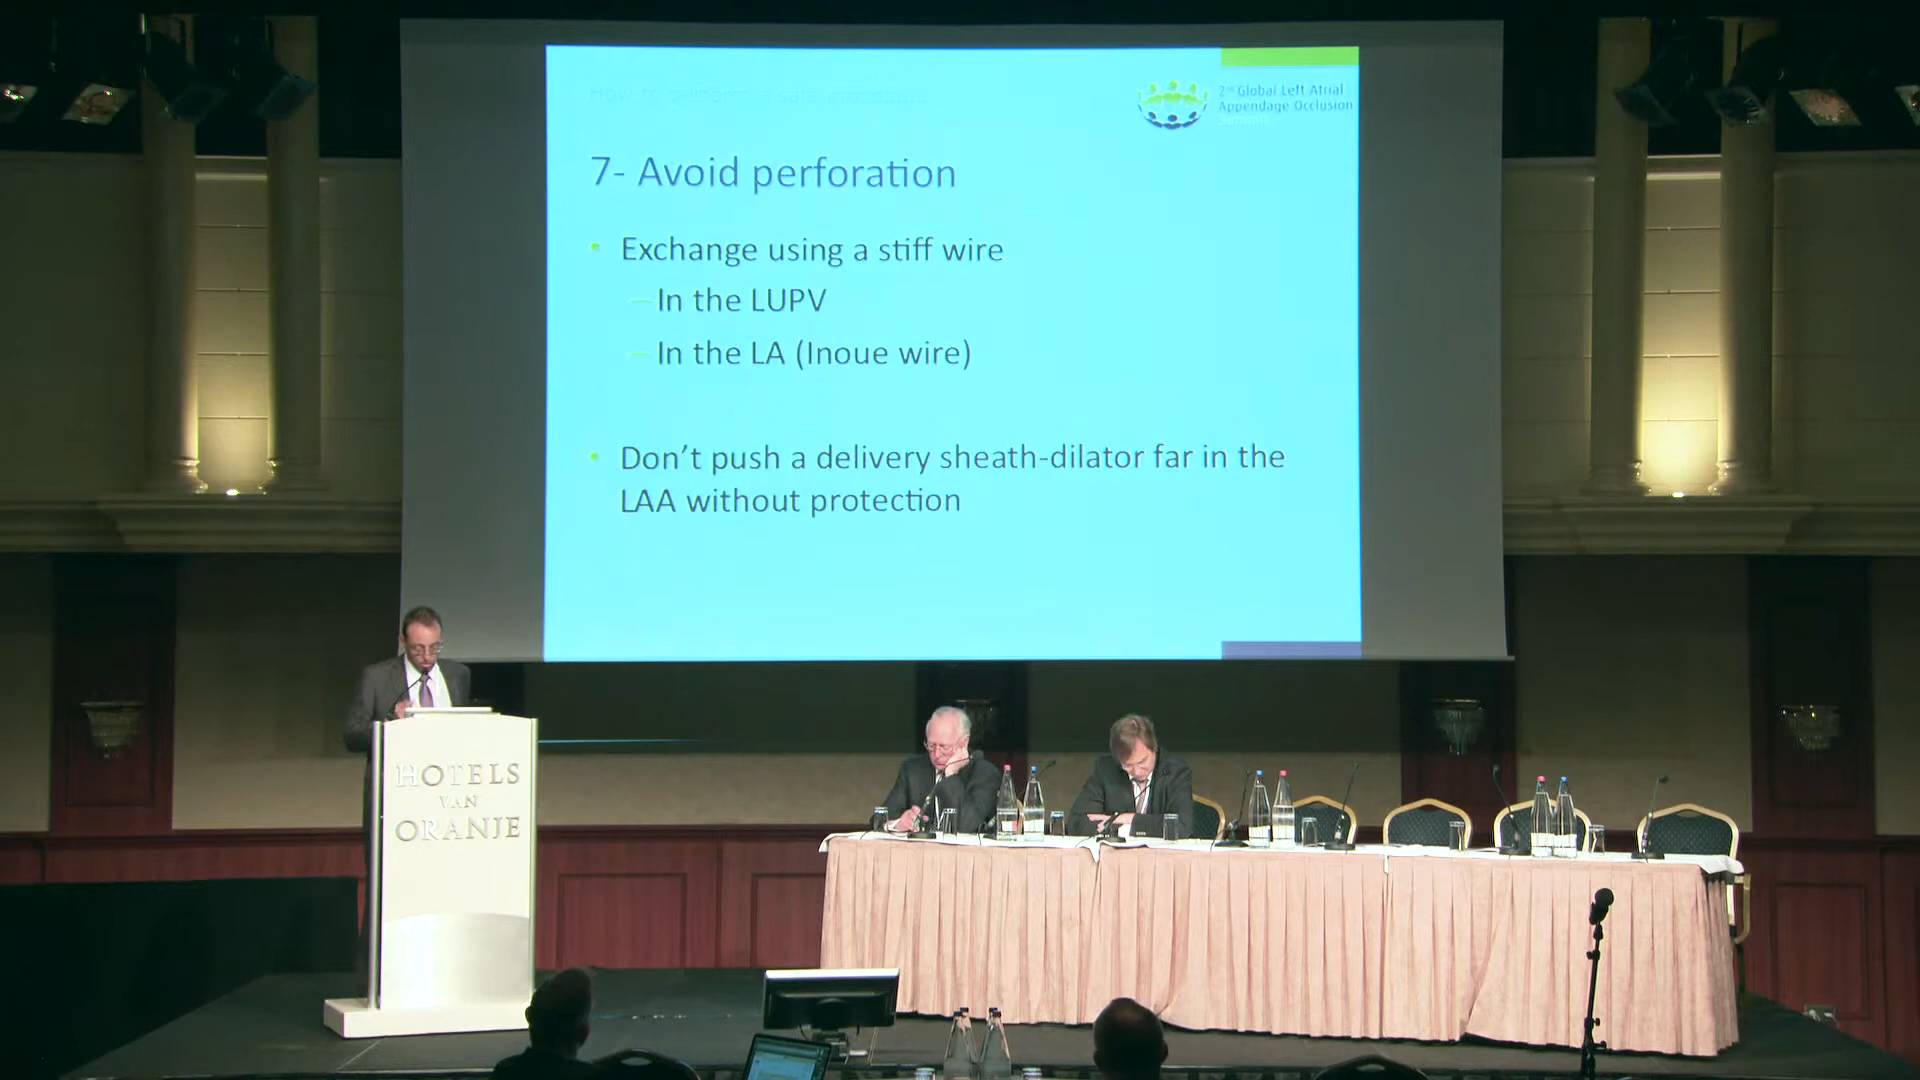 2nd Global Left Atrial
Appendage Occlusion
7- Avoid perforation
• Exchange using a stiff wire
– In the LUPV
– In the LA (Inoue wire)
• Don’t push a delivery sheath-dilator far in the
LAA without protection
HOTELS
VAN
ORANJE